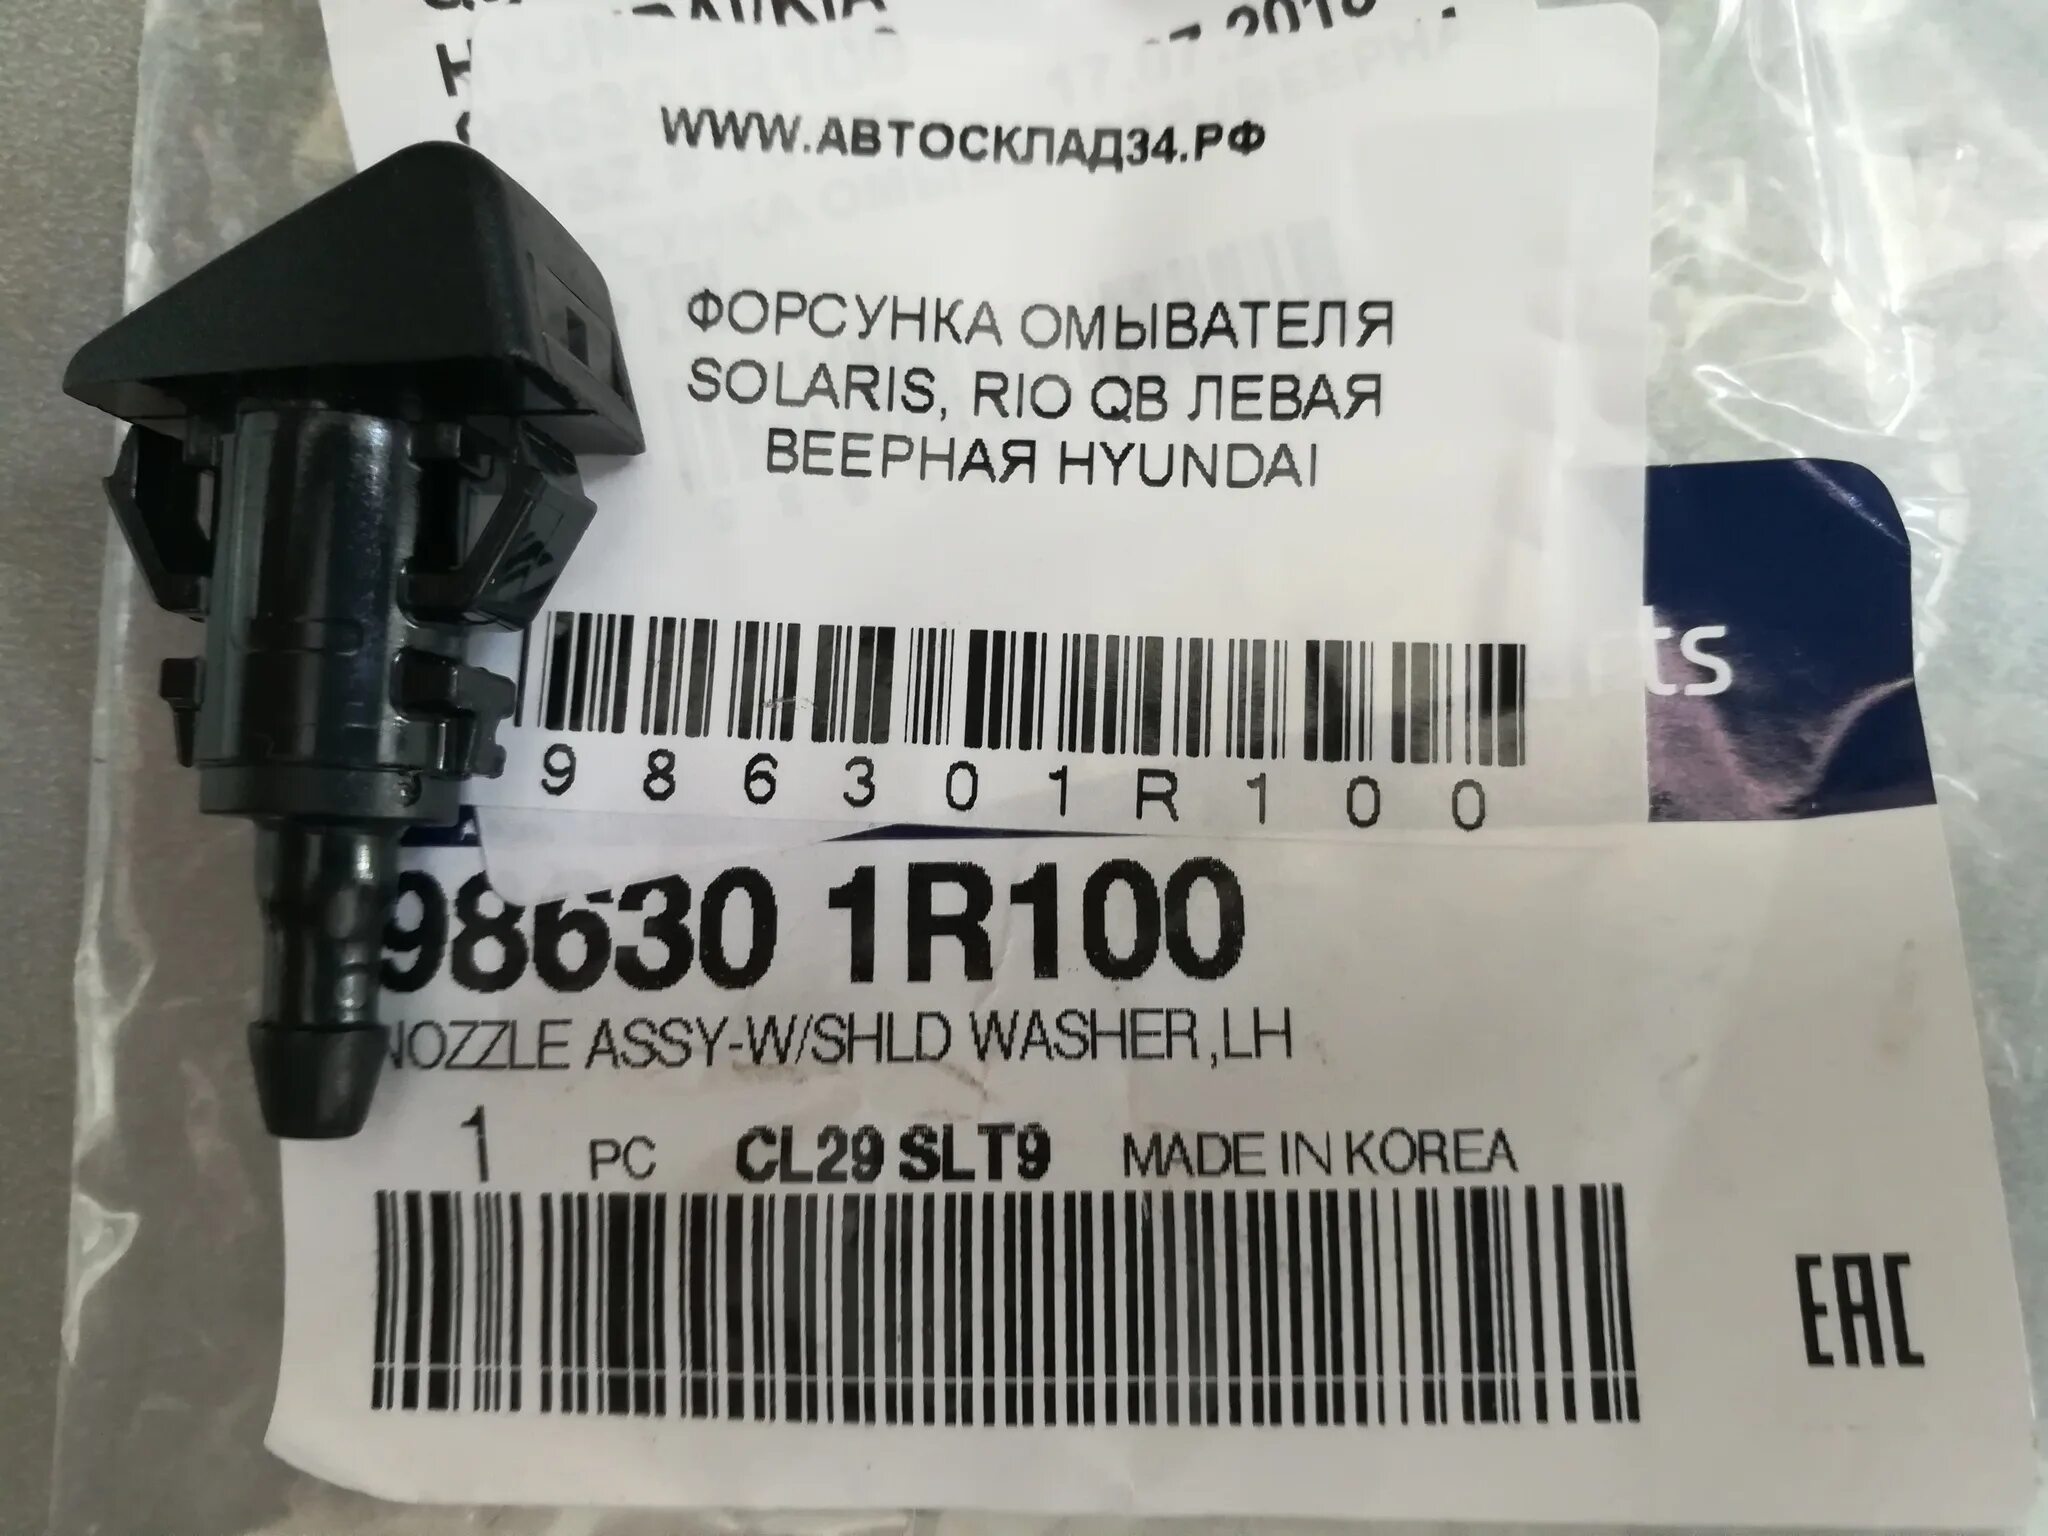 WWW.АВТОСКЛАД34.РФ
ФОРСУНКА ОМЫВАТЕЛЯ
SOLARIS, RIO QB ЛЕВАЯ
ВЕЕРНАЯ HYUNDAI
986301R100
98630 1R100
NOZZLE ASSY-W/SHLD WASHER,LH
1 PC CL29 SLT9 MADE IN KOREA
EAC